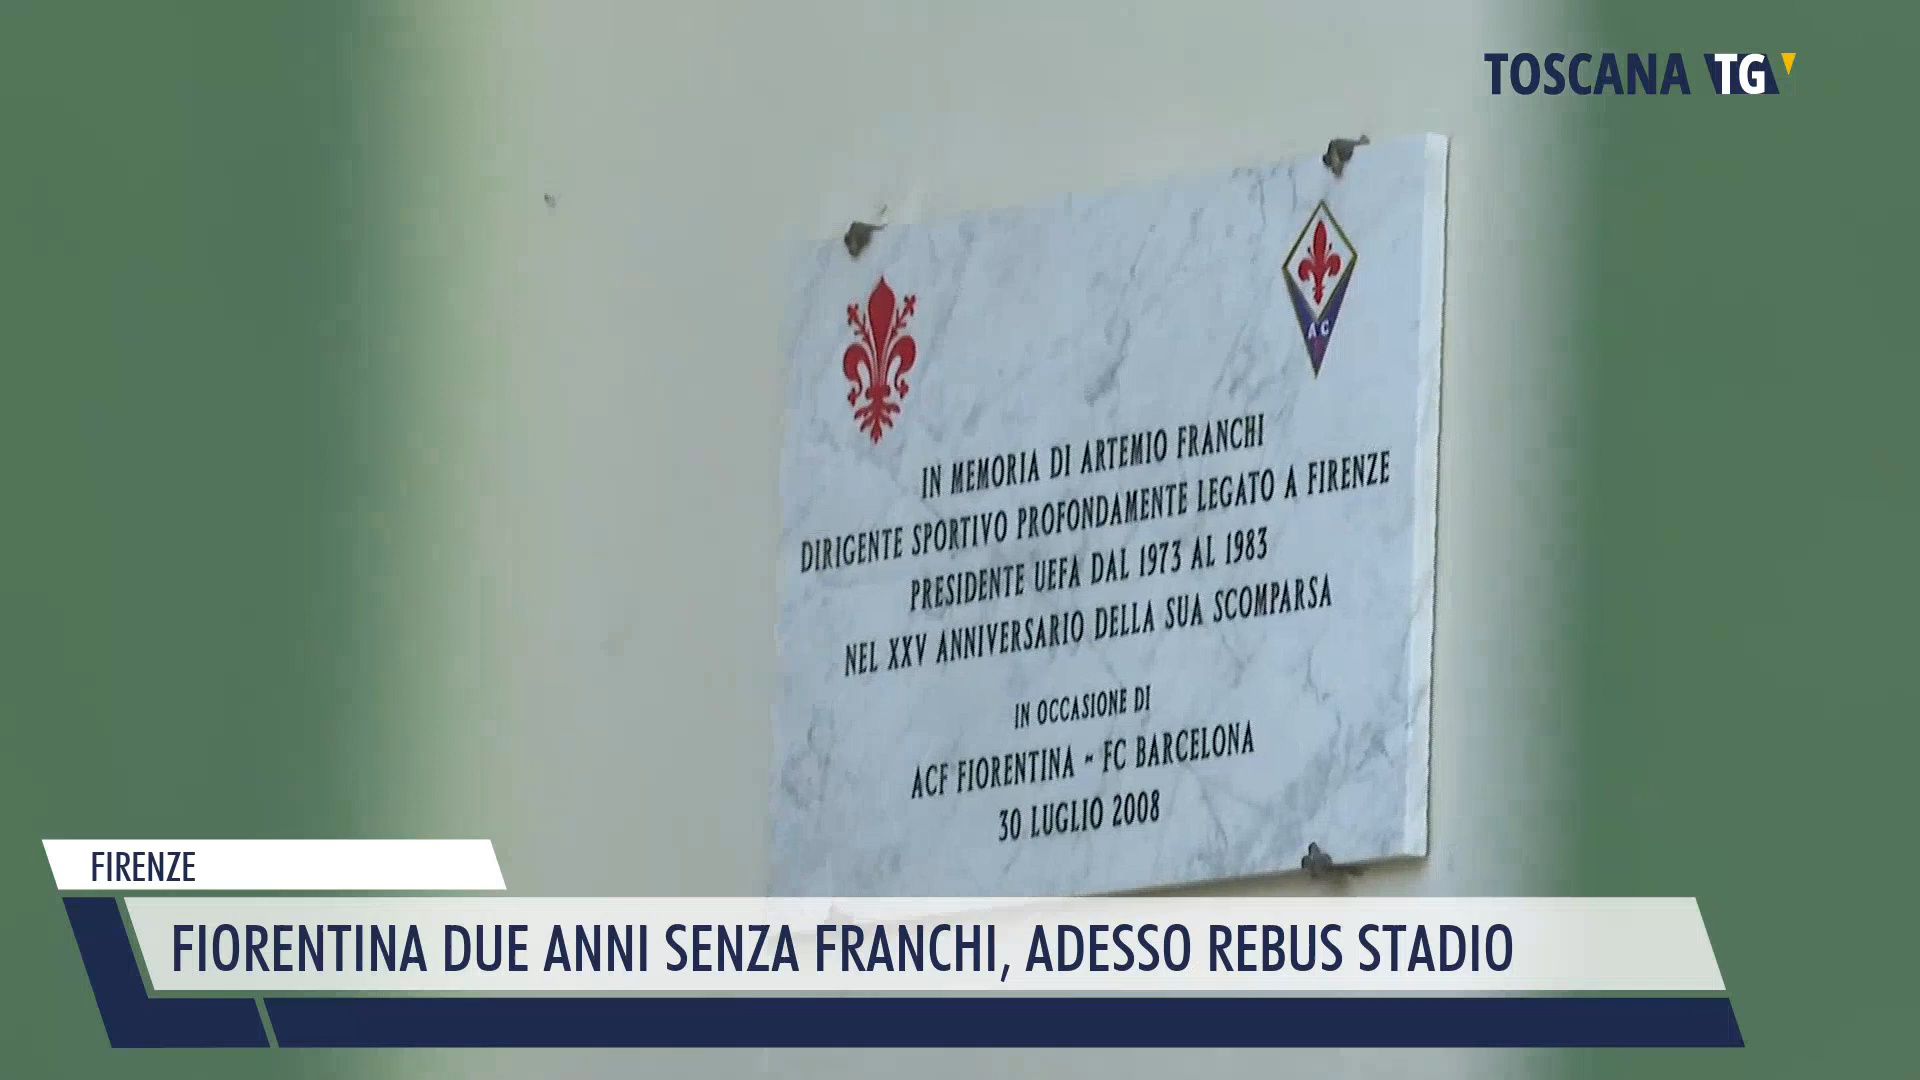 TOSCANA TG
AC
IN MEMORIA DI ARTEMIO FRANCHI
DIRIGENTE SPORTIVO PROFONDAMENTE LEGATO A FIRENZE
PRESIDENTE UEFA DAL 1973 AL 1983
NEL XXV ANNIVERSARIO DELLA SUA SCOMPARSA
IN OCCASIONE DI
ACF FIORENTINA ~ FC BARCELONA
30 LUGLIO 2008
FIRENZE
FIORENTINA DUE ANNI SENZA FRANCHI, ADESSO REBUS STADIO